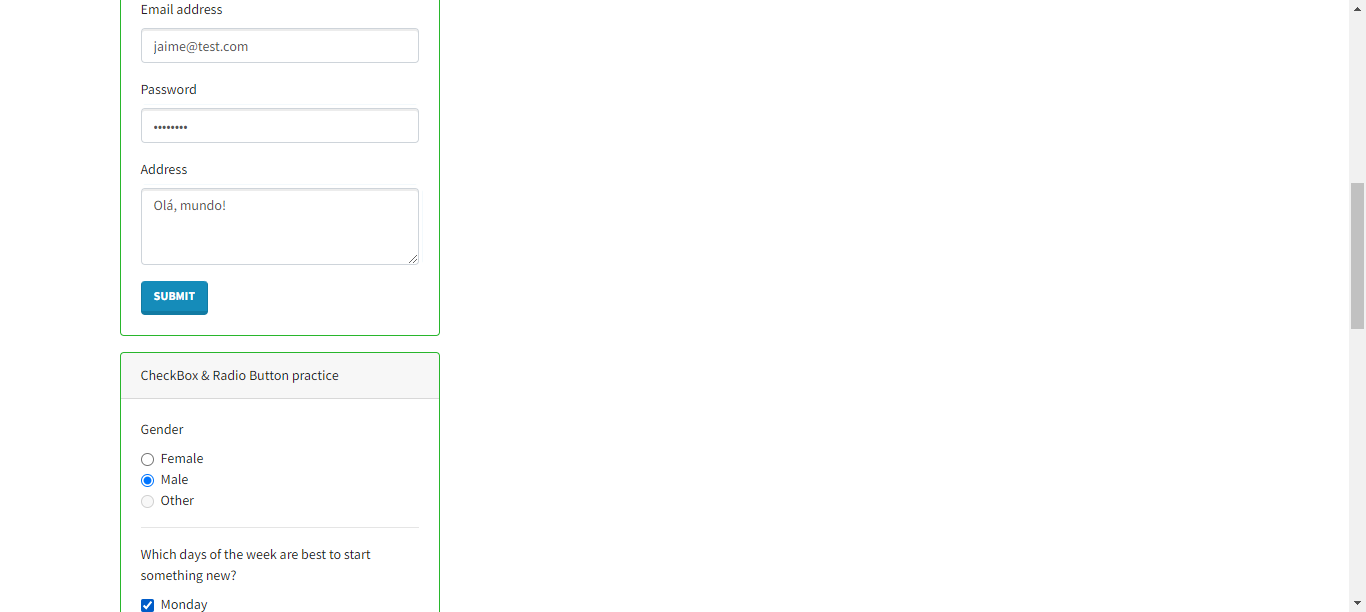 Email address
jaime@test.com
Password
••••••••
Address
Olá, mundo!
SUBMIT
CheckBox & Radio Button practice
Gender
Female
Male
Other
Which days of the week are best to start
something new?
Monday